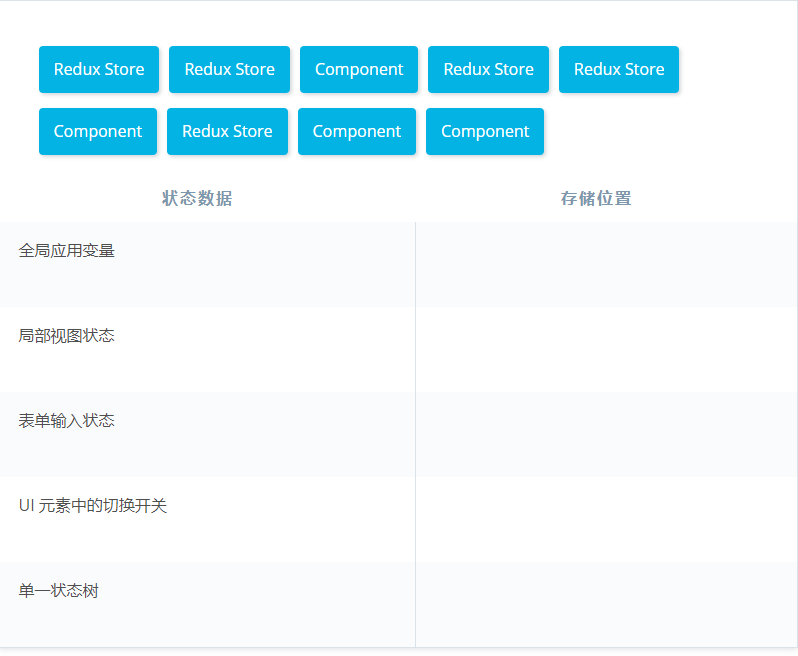 Redux Store Redux Store Component Redux Store Redux Store
Component Redux Store Component Component
状态数据 存储位置
全局应用变量
局部视图状态
表单输入状态
UI 元素中的切换开关
单一状态树